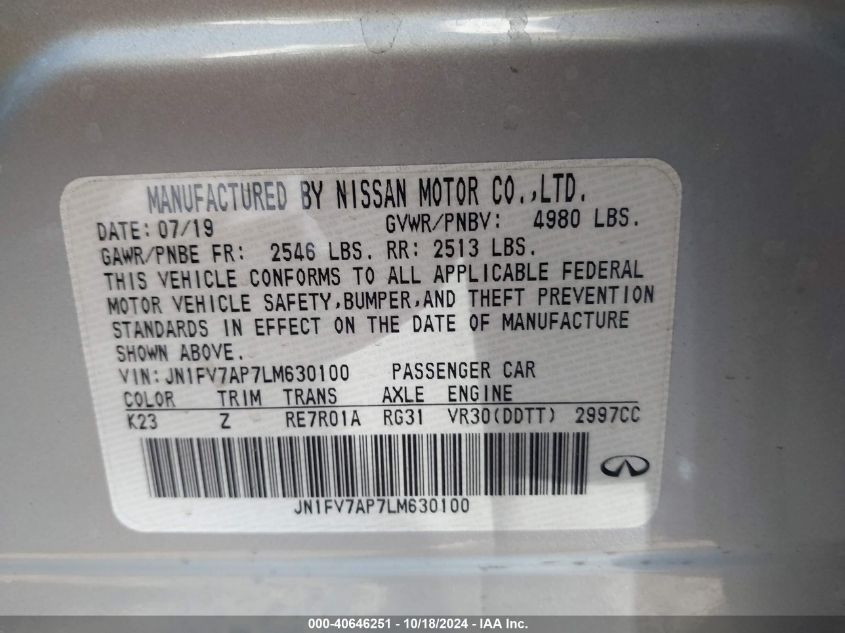 MANUFACTURED BY NISSAN MOTOR CO.,LTD.
DATE: 07/19 GVWR/PNBV: 4980 LBS.
GAWR/PNBE FR: 2546 LBS. RR: 2513 LBS.
THIS VEHICLE CONFORMS TO ALL APPLICABLE FEDERAL
MOTOR VEHICLE SAFETY,BUMPER,AND THEFT PREVENTION
STANDARDS IN EFFECT ON THE DATE OF MANUFACTURE
SHOWN ABOVE.
VIN:JN1FV7AP7LM630100 PASSENGER CAR
COLOR TRIM TRANS AXLE ENGINE
K23 Z RE7R01A RG31 VR30(DDTT) 2997CC
JN1FV7AP7LM630100
000-40646251 - 10/18/2024 - IAA Inc.